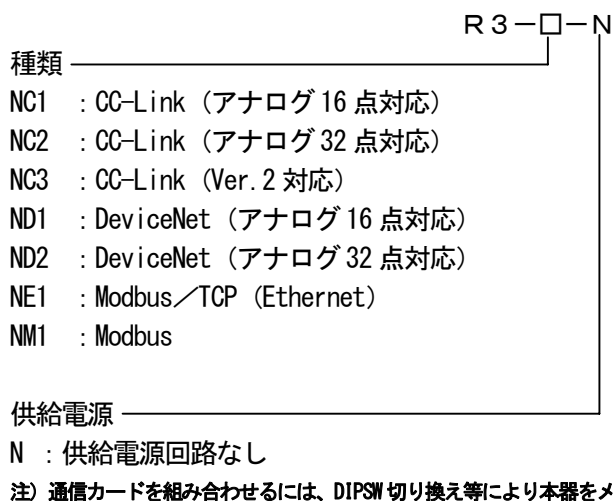 R3-□-N
種類
NC1 :CC-Link (アナログ16点対応)
NC2 :CC-Link (アナログ32点対応)
NC3 :CC-Link (Ver.2対応)
ND1 :DeviceNet (アナログ16点対応)
ND2 :DeviceNet (アナログ32点対応)
NE1 :Modbus/TCP (Ethernet)
NM1 :Modbus
供給電源
N :供給電源回路なし
注) 通信カードを組み合わせるには、DIPSW切り換え等により本器をメ